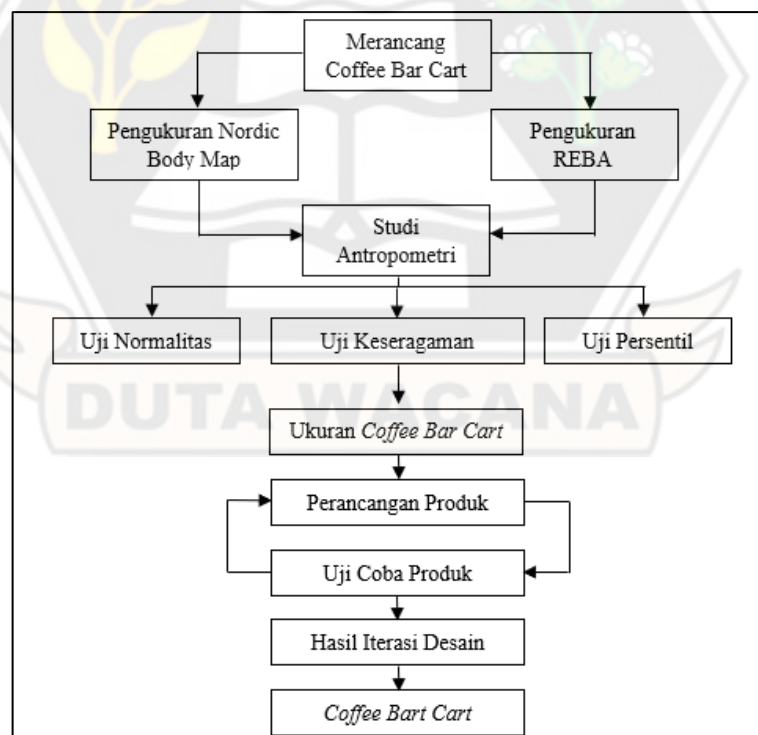 Merancang
Coffee Bar Cart
Pengukuran Nordic
Body Map
Pengukuran
REBA
Studi
Antropometri
Uji Normalitas
Uji Keseragaman
Uji Persentil
DUTA WACANA
Ukuran Coffee Bar Cart
Perancangan Produk
Uji Coba Produk
Hasil Iterasi Desain
Coffee Bart Cart